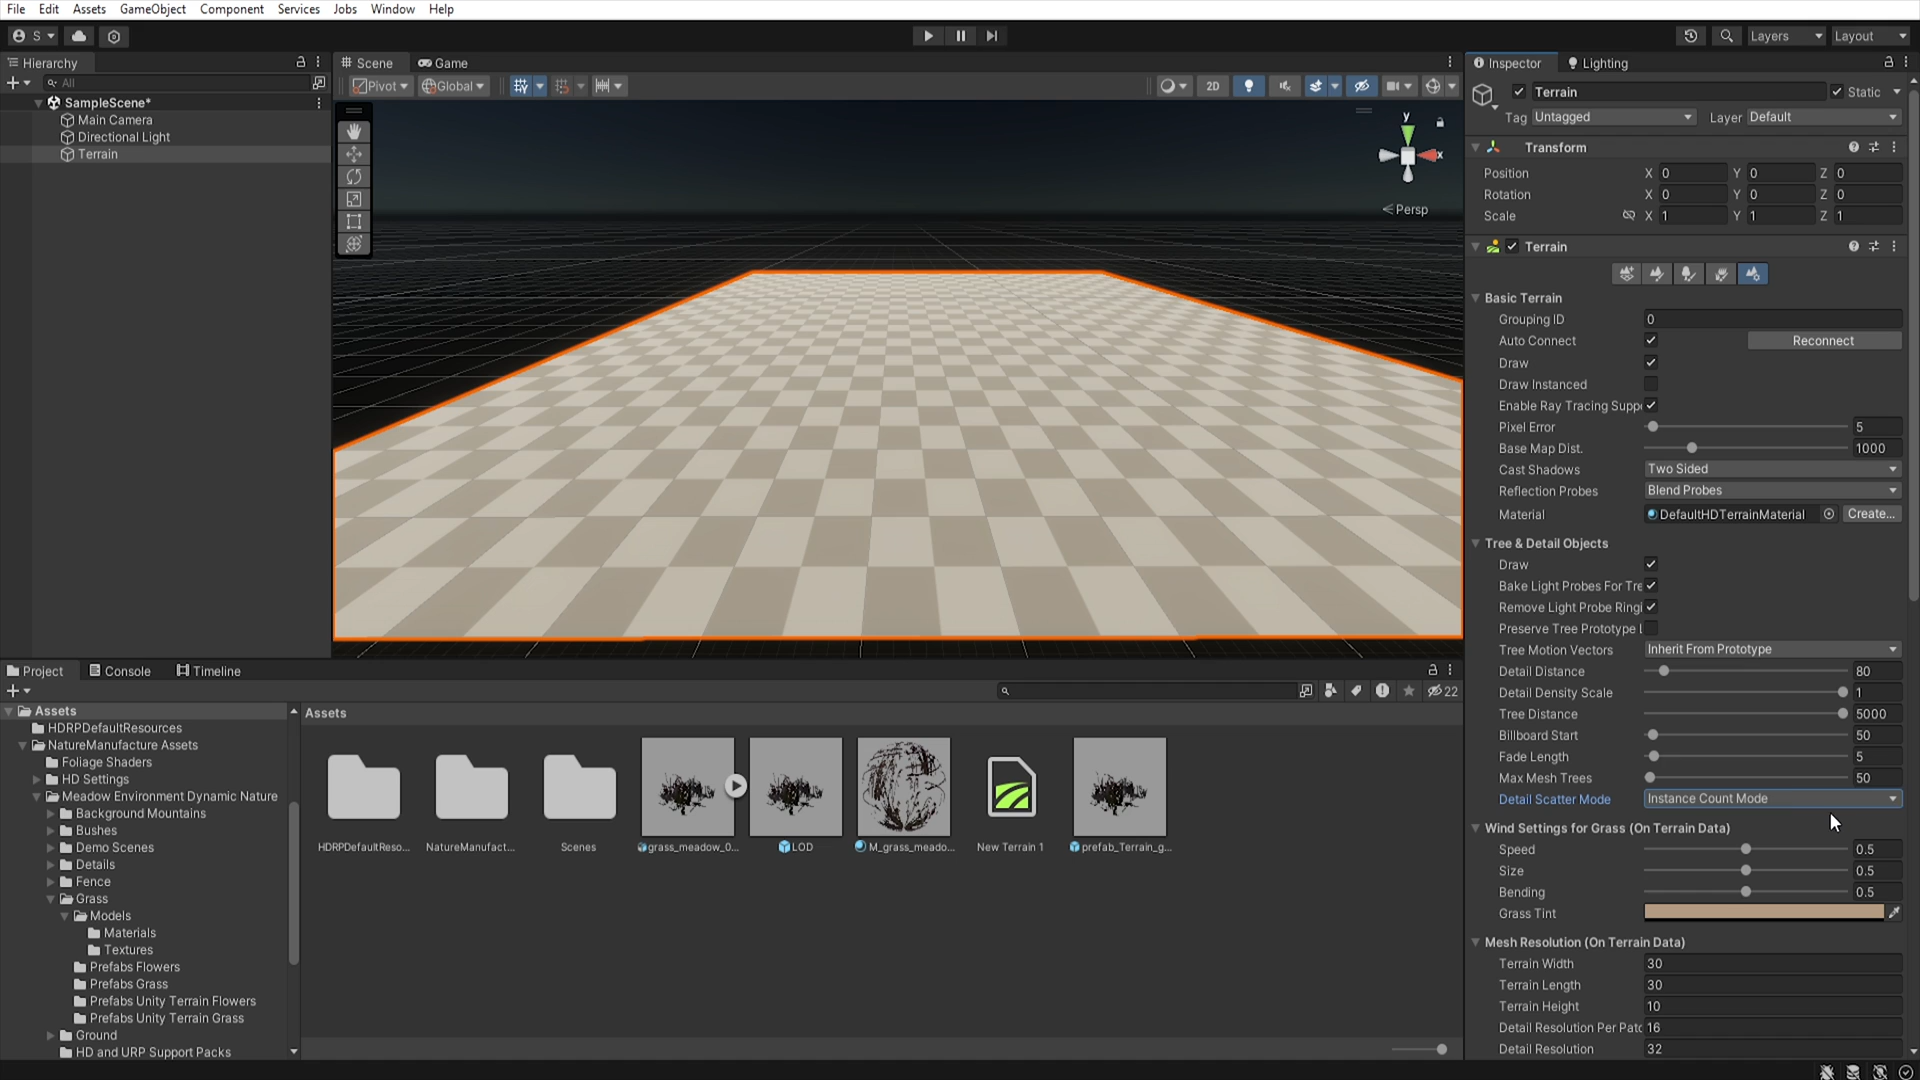 File Edit Assets GameObject Component Services Jobs Window Help
S Layers Layout
Hierarchy
All
SampleScene*
Main Camera
Directional Light
Terrain
Scene Game
Pivot Global 2D
y
x
Persp
Inspector Lighting
Terrain Static
Tag Untagged Layer Default
Transform
Position X 0 Y 0 Z 0
Rotation X 0 Y 0 Z 0
Scale X 1 Y 1 Z 1
Terrain
Basic Terrain
Grouping ID 0
Auto Connect Reconnect
Draw
Draw Instanced
Enable Ray Tracing Supp
Pixel Error 5
Base Map Dist. 1000
Cast Shadows Two Sided
Reflection Probes Blend Probes
Material DefaultHDTerrainMaterial Create...
Tree & Detail Objects
Draw
Bake Light Probes For Tre
Remove Light Probe Ringi
Preserve Tree Prototype L
Tree Motion Vectors Inherit From Prototype
Detail Distance 80
Detail Density Scale 1
Tree Distance 5000
Billboard Start 50
Fade Length 5
Max Mesh Trees 50
Detail Scatter Mode Instance Count Mode
Wind Settings for Grass (On Terrain Data)
Speed 0.5
Size 0.5
Bending 0.5
Grass Tint
Mesh Resolution (On Terrain Data)
Terrain Width 30
Terrain Length 30
Terrain Height 10
Detail Resolution Per Patc 16
Detail Resolution 32
Project Console Timeline
22
Assets
HDRPDefaultResources
NatureManufacture Assets
Foliage Shaders
HD Settings
Meadow Environment Dynamic Nature
Background Mountains
Bushes
Demo Scenes
Details
Fence
Grass
Models
Materials
Textures
Prefabs Flowers
Prefabs Grass
Prefabs Unity Terrain Flowers
Prefabs Unity Terrain Grass
Ground
HD and URP Support Packs
Assets
HDRPDefaultReso... NatureManufact... Scenes grass_meadow_0... LOD M_grass_meado... New Terrain 1 prefab_Terrain_g...